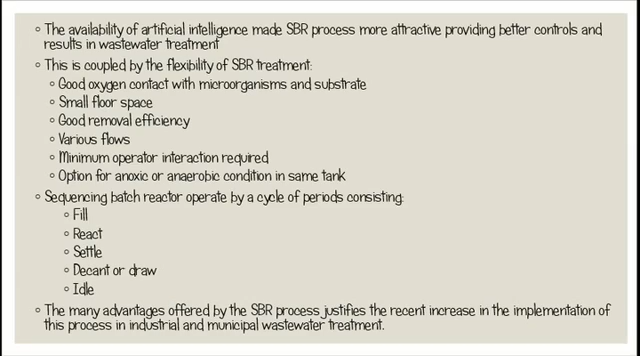 ◦ The availability of artificial intelligence made SBR process more attractive providing better controls and
results in wastewater treatment
◦ This is coupled by the flexibility of SBR treatment:
◦ Good oxygen contact with microorganisms and substrate
◦ Small floor space
◦ Good removal efficiency
◦ Various flows
◦ Minimum operator interaction required
◦ Option for anoxic or anaerobic condition in same tank
◦ Sequencing batch reactor operate by a cycle of periods consisting:
◦ Fill
◦ React
◦ Settle
◦ Decant or draw
◦ Idle
◦ The many advantages offered by the SBR process justifies the recent increase in the implementation of
this process in industrial and municipal wastewater treatment.